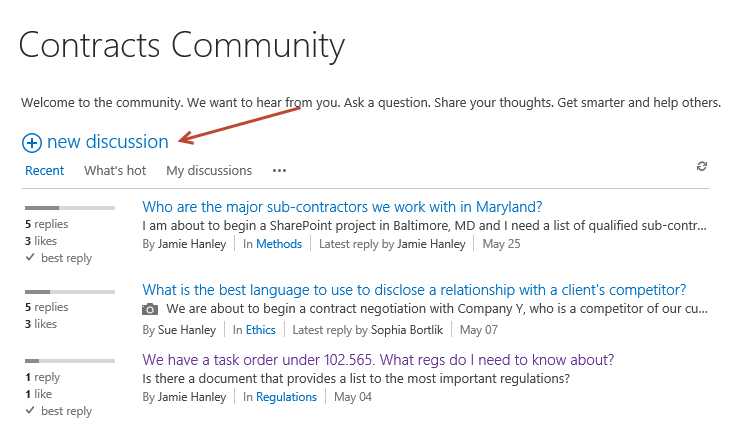 Contracts Community
Welcome to the community. We want to hear from you. Ask a question. Share your thoughts. Get smarter and help others.
new discussion
Recent What's hot My discussions ...
Who are the major sub-contractors we work with in Maryland?
I am about to begin a SharePoint project in Baltimore, MD and I need a list of qualified sub-contr...
5 replies
3 likes
best reply
By Jamie Hanley | In Methods | Latest reply by Jamie Hanley | May 25
What is the best language to use to disclose a relationship with a client's competitor?
We are about to begin a contract negotiation with Company Y, who is a competitor of our cu...
5 replies
3 likes
By Sue Hanley | In Ethics | Latest reply by Sophia Bortlik | May 07
We have a task order under 102.565. What regs do I need to know about?
Is there a document that provides a list to the most important regulations?
1 reply
1 like
best reply
By Jamie Hanley | In Regulations | May 04